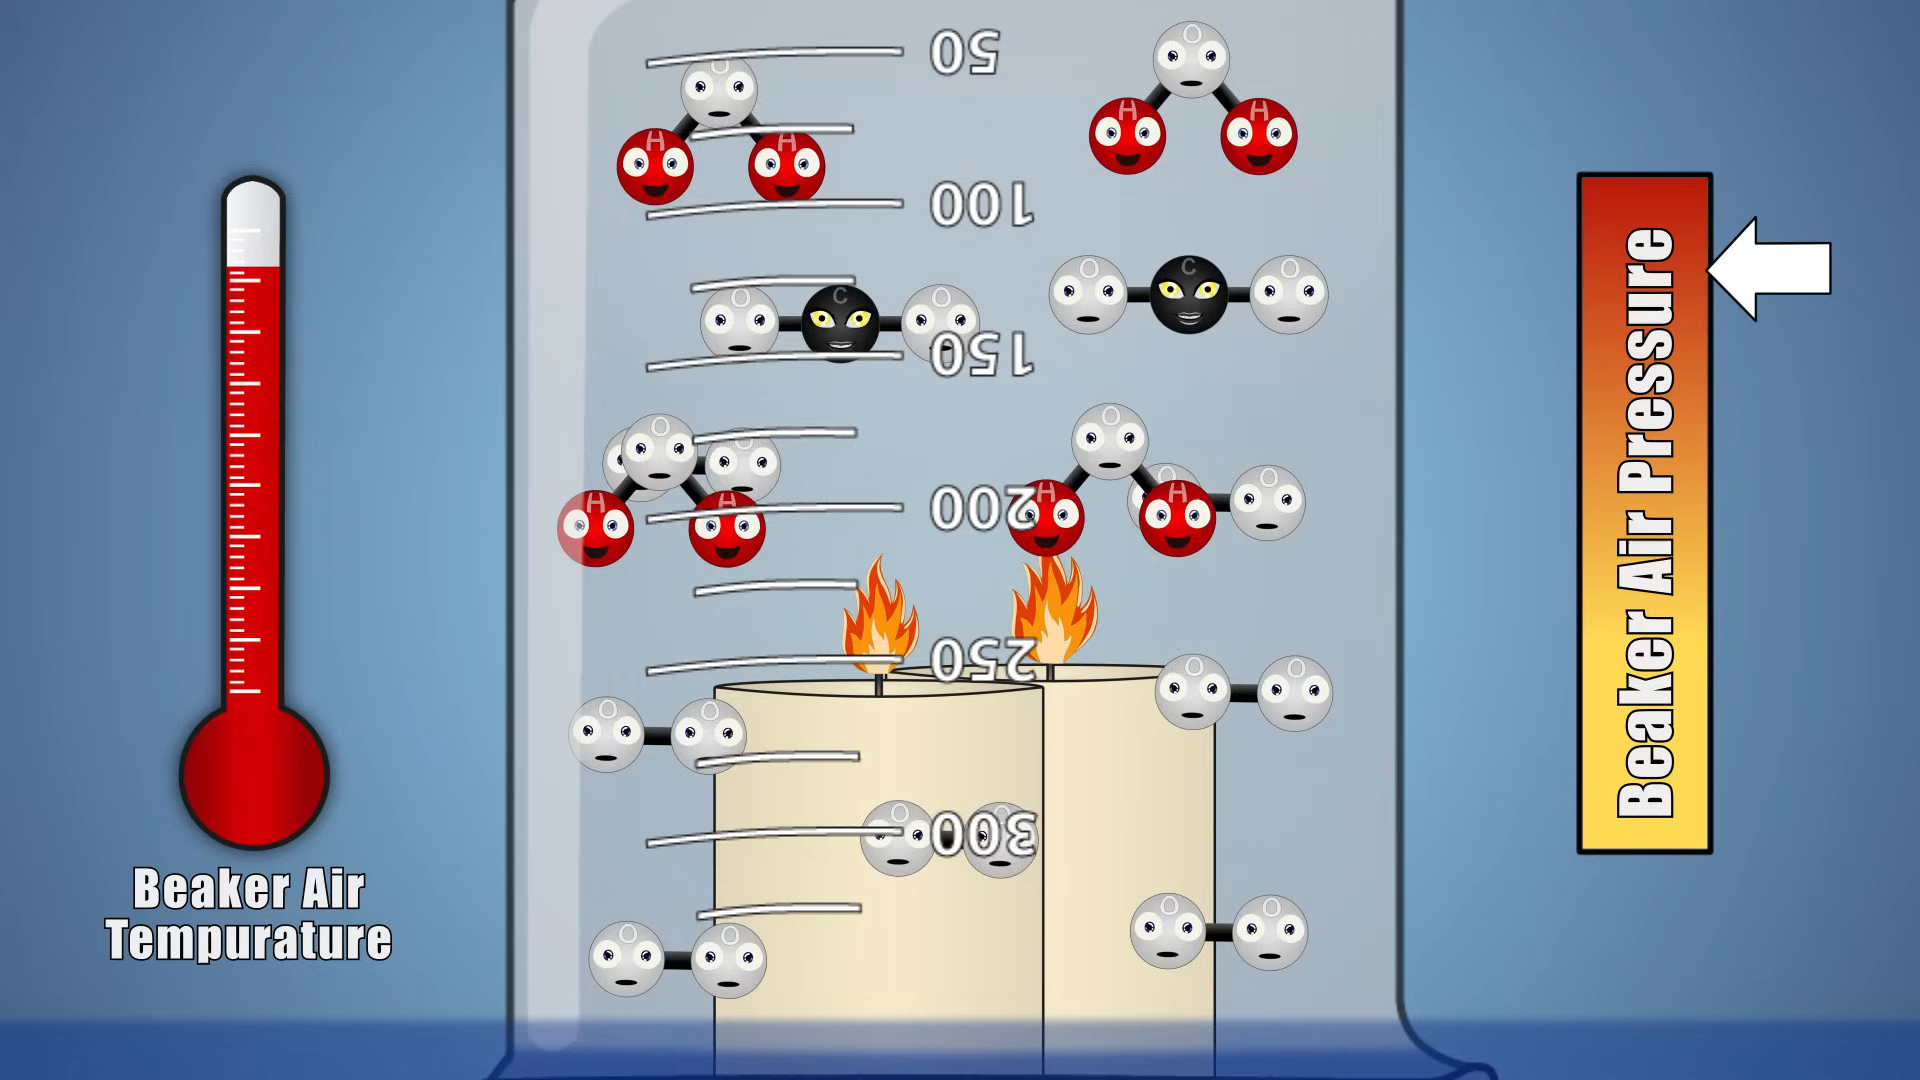 50
100
150
200
250
300
O
H H
O
H H
O C O
O C O
O
O
H H
O
O
H H
O
O O
O O
O O
O O
O O
Beaker Air
Tempurature
Beaker Air Pressure